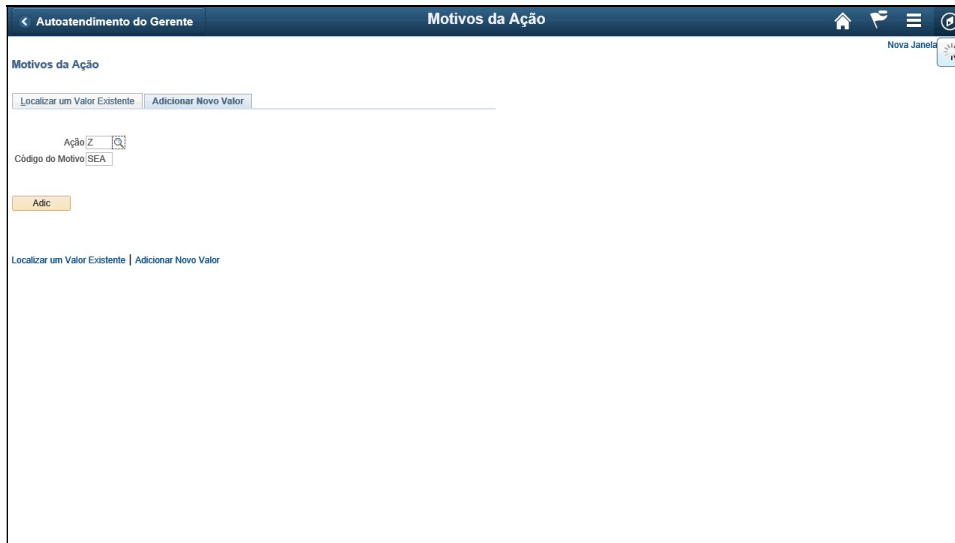 Autoatendimento do Gerente
Motivos da Ação
Nova Janela
Motivos da Ação
Localizar um Valor Existente
Adicionar Novo Valor
Ação Z
Código do Motivo SEA
Adic
Localizar um Valor Existente | Adicionar Novo Valor